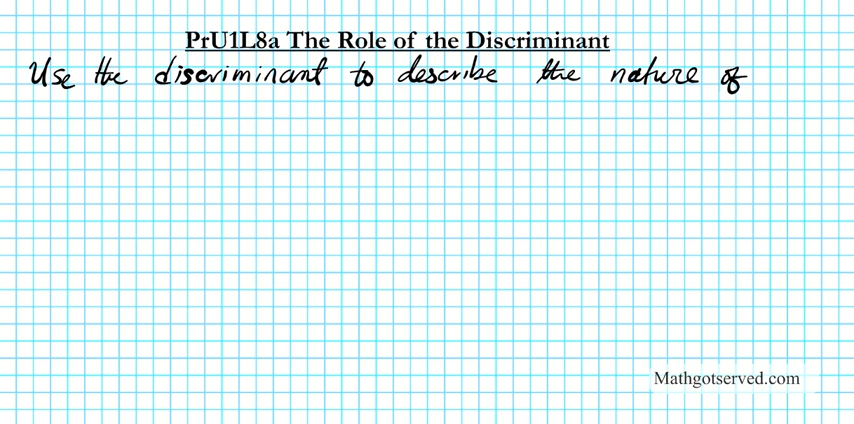 PrU1L8a The Role of the Discriminant
Use the discriminant to describe the nature of
Mathgotserved.com